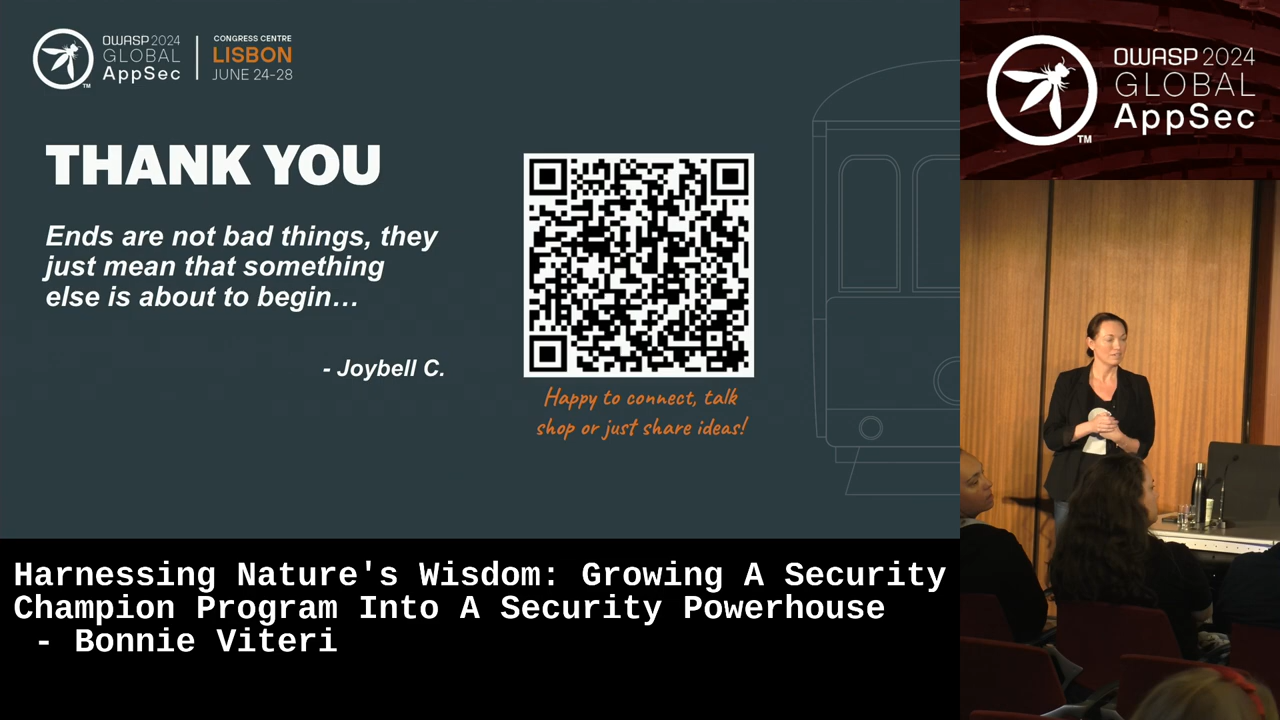 OWASP 2024
GLOBAL
AppSec
TM
CONGRESS CENTRE
LISBON
JUNE 24-28
THANK YOU
Ends are not bad things, they
just mean that something
else is about to begin…
- Joybell C.
Happy to connect, talk
shop or just share ideas!
OWASP 2024
GLOBAL
AppSec
TM
Harnessing Nature's Wisdom: Growing A Security
Champion Program Into A Security Powerhouse
- Bonnie Viteri